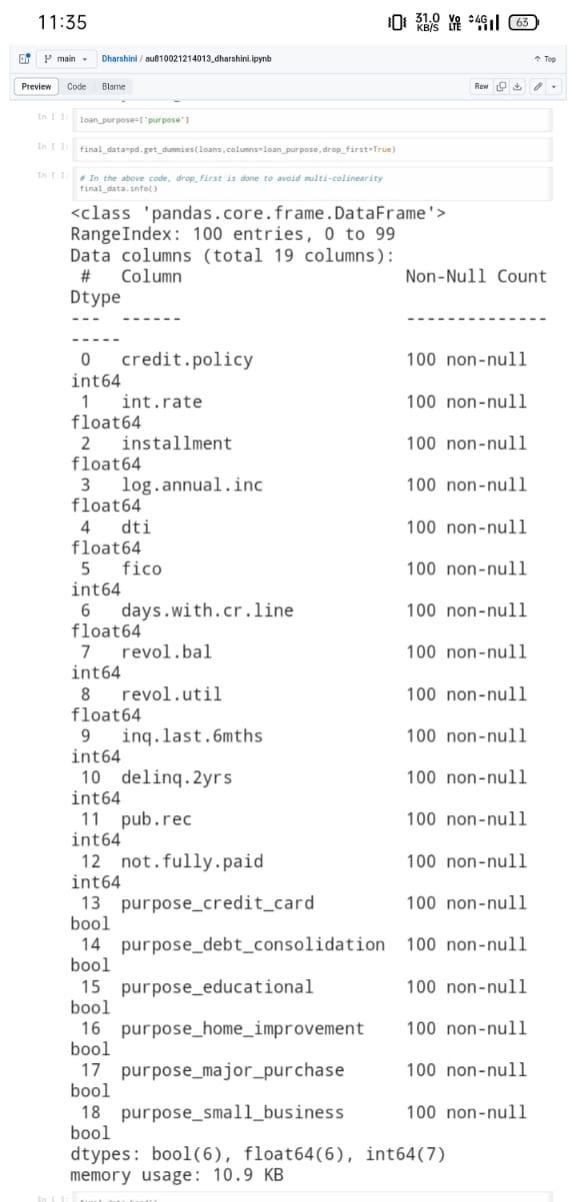 11:35
31.0 KB/S Vo LTE 4G 63
main Dharshini / au810021214013_dharshini.ipynb Top
Preview Code Blame Raw
In [ ]: loan_purpose=['purpose']
In [ ]: final_data=pd.get_dummies(loans,columns=loan_purpose,drop_first=True)
In [ ]: # In the above code, drop_first is done to avoid multi-colinearity
final_data.info()
<class 'pandas.core.frame.DataFrame'>
RangeIndex: 100 entries, 0 to 99
Data columns (total 19 columns):
# Column Non-Null Count
Dtype
--- ------ --------------
-----
0 credit.policy 100 non-null
int64
1 int.rate 100 non-null
float64
2 installment 100 non-null
float64
3 log.annual.inc 100 non-null
float64
4 dti 100 non-null
float64
5 fico 100 non-null
int64
6 days.with.cr.line 100 non-null
float64
7 revol.bal 100 non-null
int64
8 revol.util 100 non-null
float64
9 inq.last.6mths 100 non-null
int64
10 delinq.2yrs 100 non-null
int64
11 pub.rec 100 non-null
int64
12 not.fully.paid 100 non-null
int64
13 purpose_credit_card 100 non-null
bool
14 purpose_debt_consolidation 100 non-null
bool
15 purpose_educational 100 non-null
bool
16 purpose_home_improvement 100 non-null
bool
17 purpose_major_purchase 100 non-null
bool
18 purpose_small_business 100 non-null
bool
dtypes: bool(6), float64(6), int64(7)
memory usage: 10.9 KB
In [ ]: